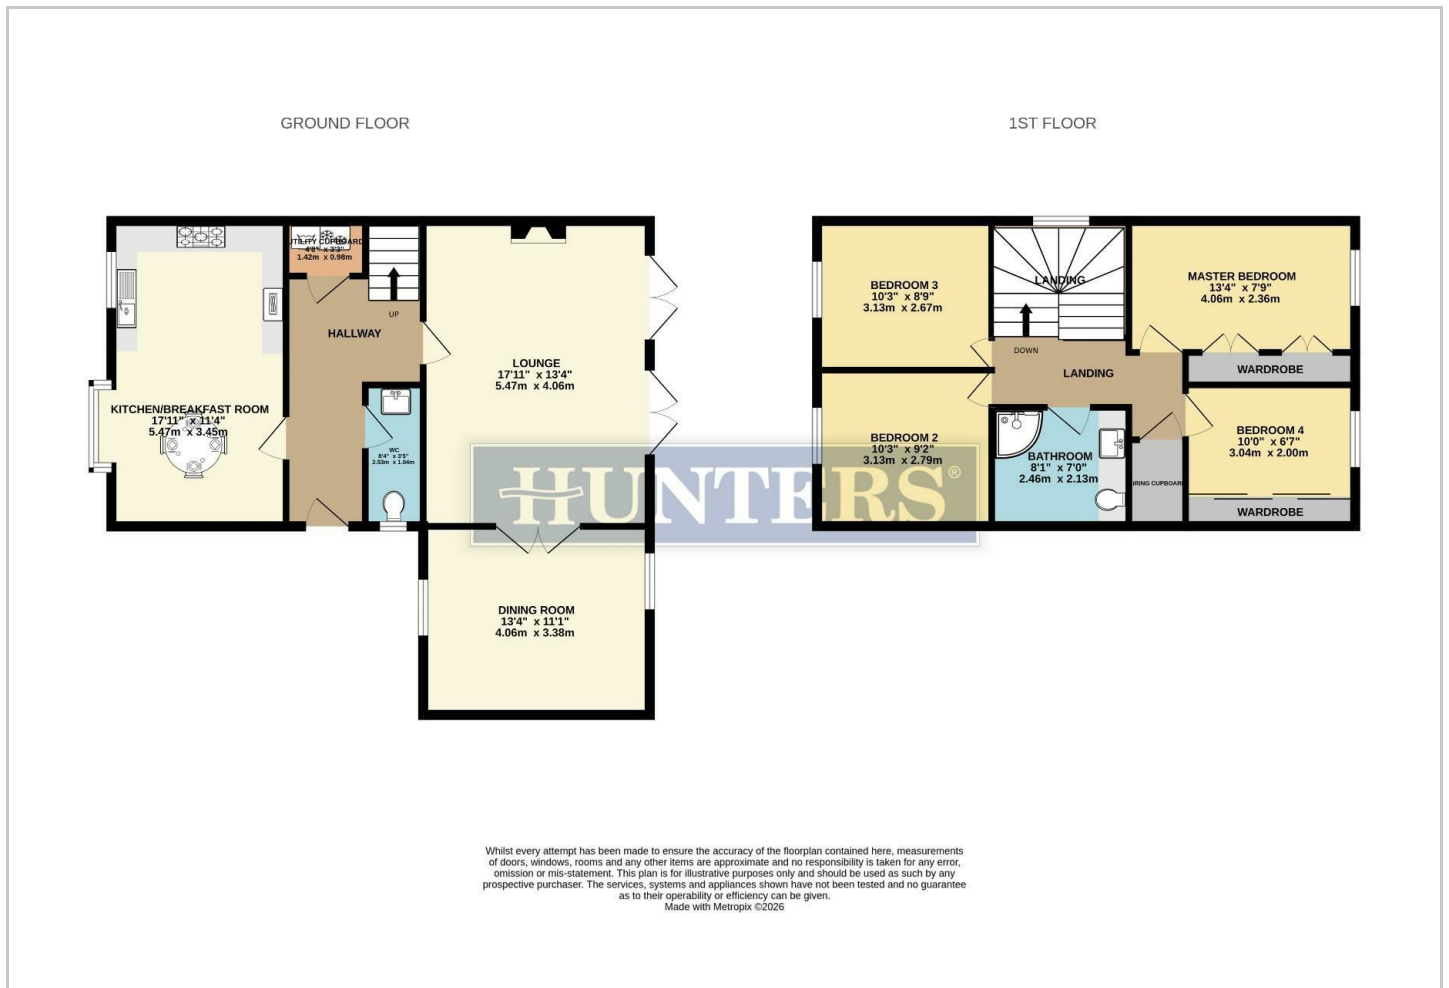 GROUND FLOOR
1ST FLOOR
UTILITY CUPBOARD
4'8" x 3'3"
1.42m x 0.98m
UP
HALLWAY
KITCHEN/BREAKFAST ROOM
17'11" x 11'4"
5.47m x 3.45m
LOUNGE
17'11" x 13'4"
5.47m x 4.06m
WC
8'4" x 3'5"
2.53m x 1.04m
DINING ROOM
13'4" x 11'1"
4.06m x 3.38m
HUNTERS®
BEDROOM 3
10'3" x 8'9"
3.13m x 2.67m
LANDING
MASTER BEDROOM
13'4" x 7'9"
4.06m x 2.36m
DOWN
LANDING
WARDROBE
BEDROOM 2
10'3" x 9'2"
3.13m x 2.79m
BATHROOM
8'1" x 7'0"
2.46m x 2.13m
BEDROOM 4
10'0" x 6'7"
3.04m x 2.00m
AIRING CUPBOARD
WARDROBE
Whilst every attempt has been made to ensure the accuracy of the floorplan contained here, measurements
of doors, windows, rooms and any other items are approximate and no responsibility is taken for any error,
omission or mis-statement. This plan is for illustrative purposes only and should be used as such by any
prospective purchaser. The services, systems and appliances shown have not been tested and no guarantee
as to their operability or efficiency can be given.
Made with Metropix ©2026